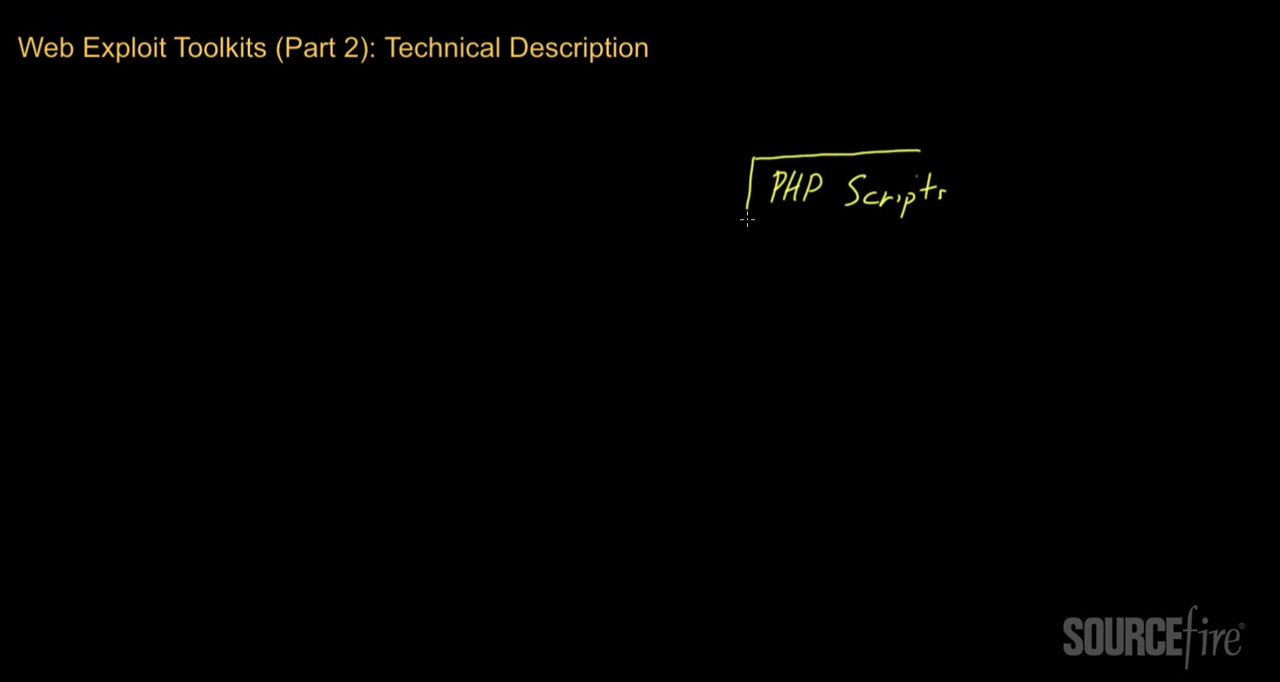 Web Exploit Toolkits (Part 2): Technical Description
PHP Scripts
SOURCEfire®